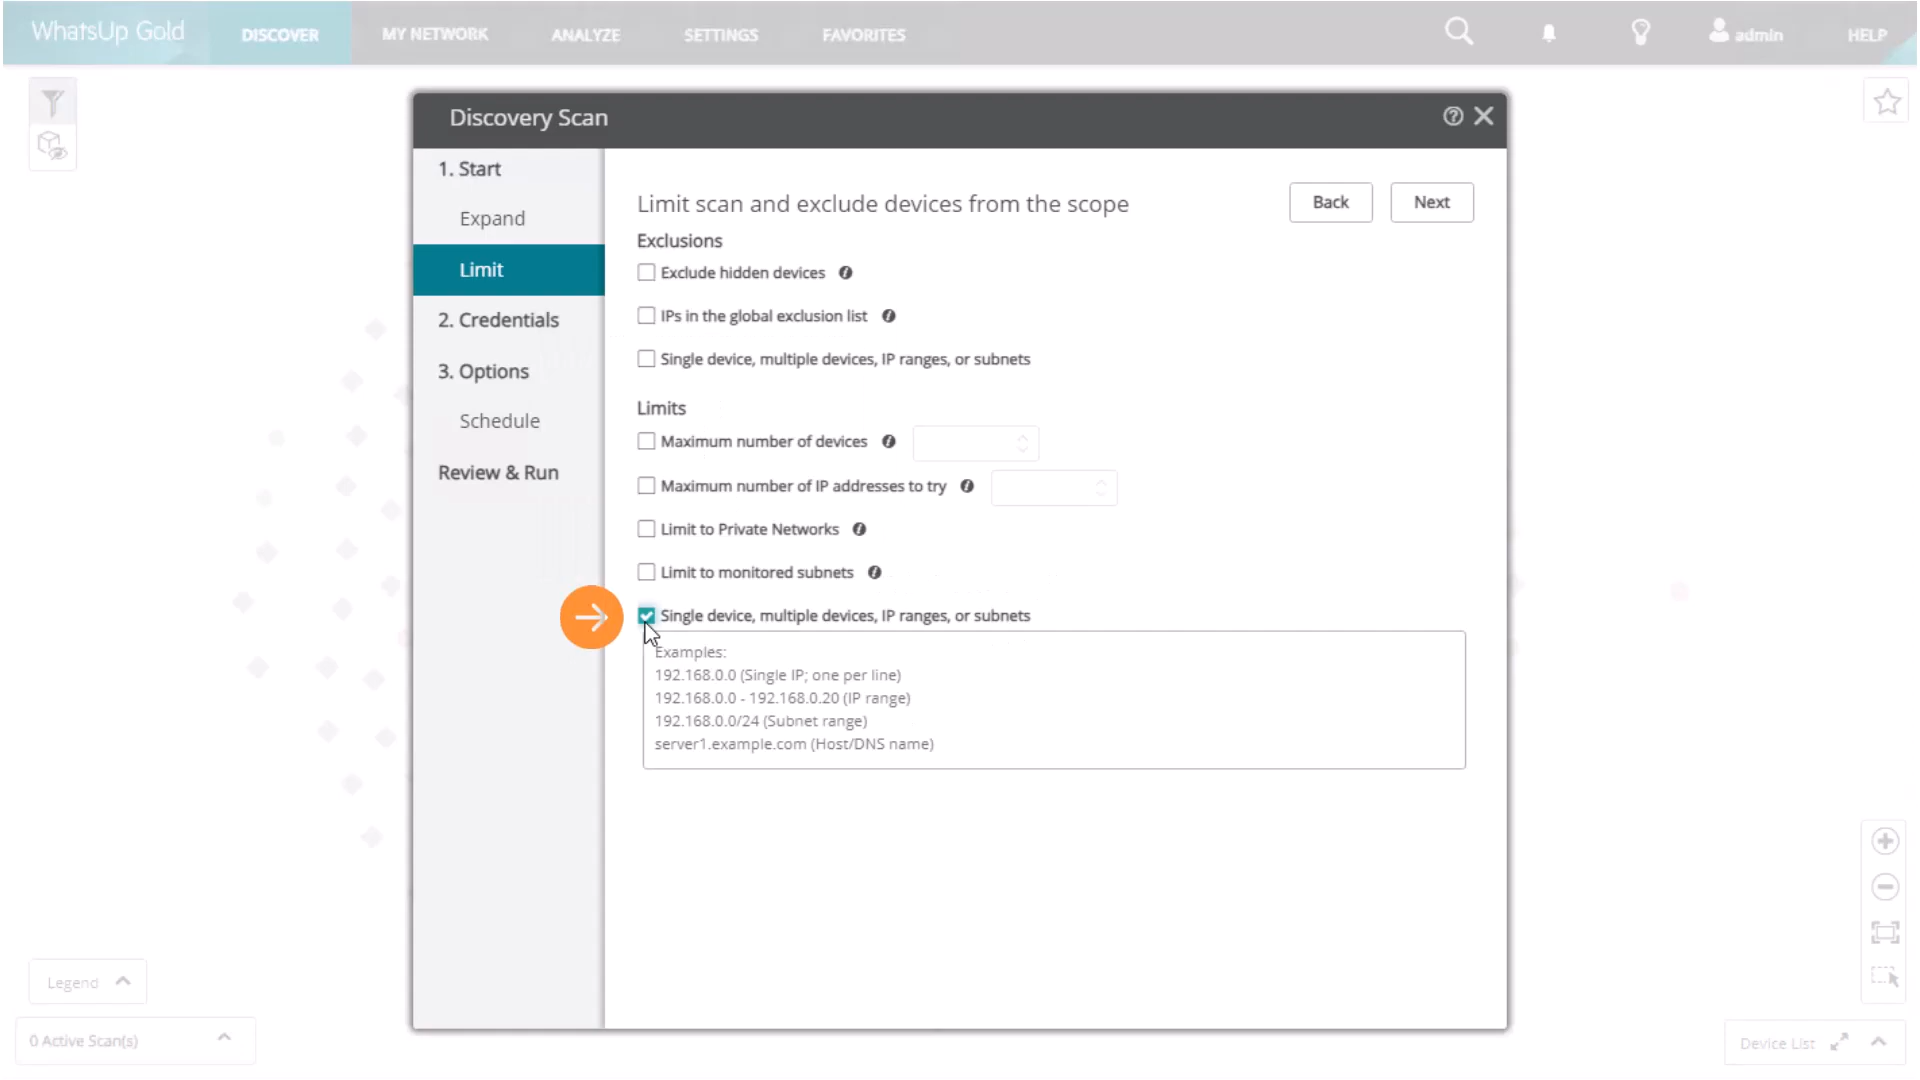 WhatsUp Gold
DISCOVER
MY NETWORK
ANALYZE
SETTINGS
FAVORITES
admin
HELP
Discovery Scan
1. Start
Expand
Limit
2. Credentials
3. Options
Schedule
Review & Run
Limit scan and exclude devices from the scope
Back
Next
Exclusions
Exclude hidden devices
IPs in the global exclusion list
Single device, multiple devices, IP ranges, or subnets
Limits
Maximum number of devices
Maximum number of IP addresses to try
Limit to Private Networks
Limit to monitored subnets
Single device, multiple devices, IP ranges, or subnets
Examples:
192.168.0.0 (Single IP; one per line)
192.168.0.0 - 192.168.0.20 (IP range)
192.168.0.0/24 (Subnet range)
server1.example.com (Host/DNS name)
Legend
0 Active Scan(s)
Device List